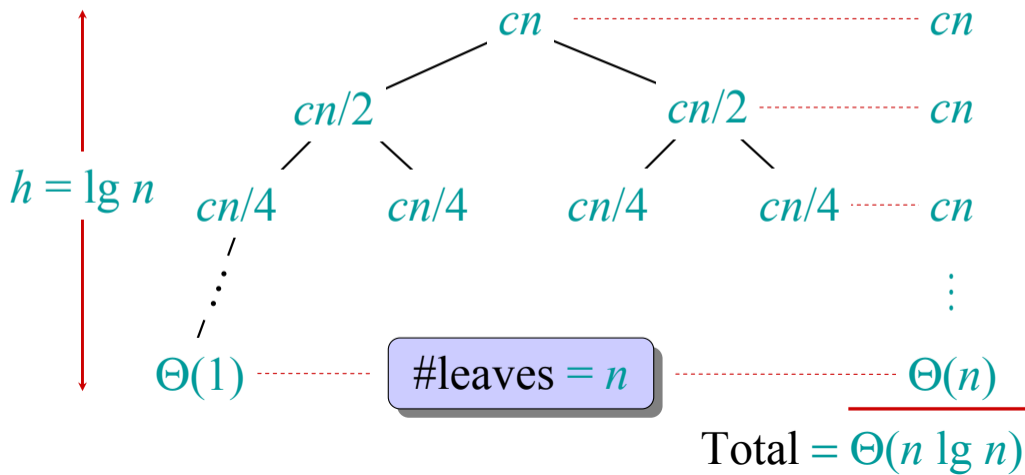 cn cn
cn/2 cn/2 cn
h = lg n
cn/4 cn/4 cn/4 cn/4 cn
Θ(1) #leaves = n Θ(n)
Total = Θ(n lg n)